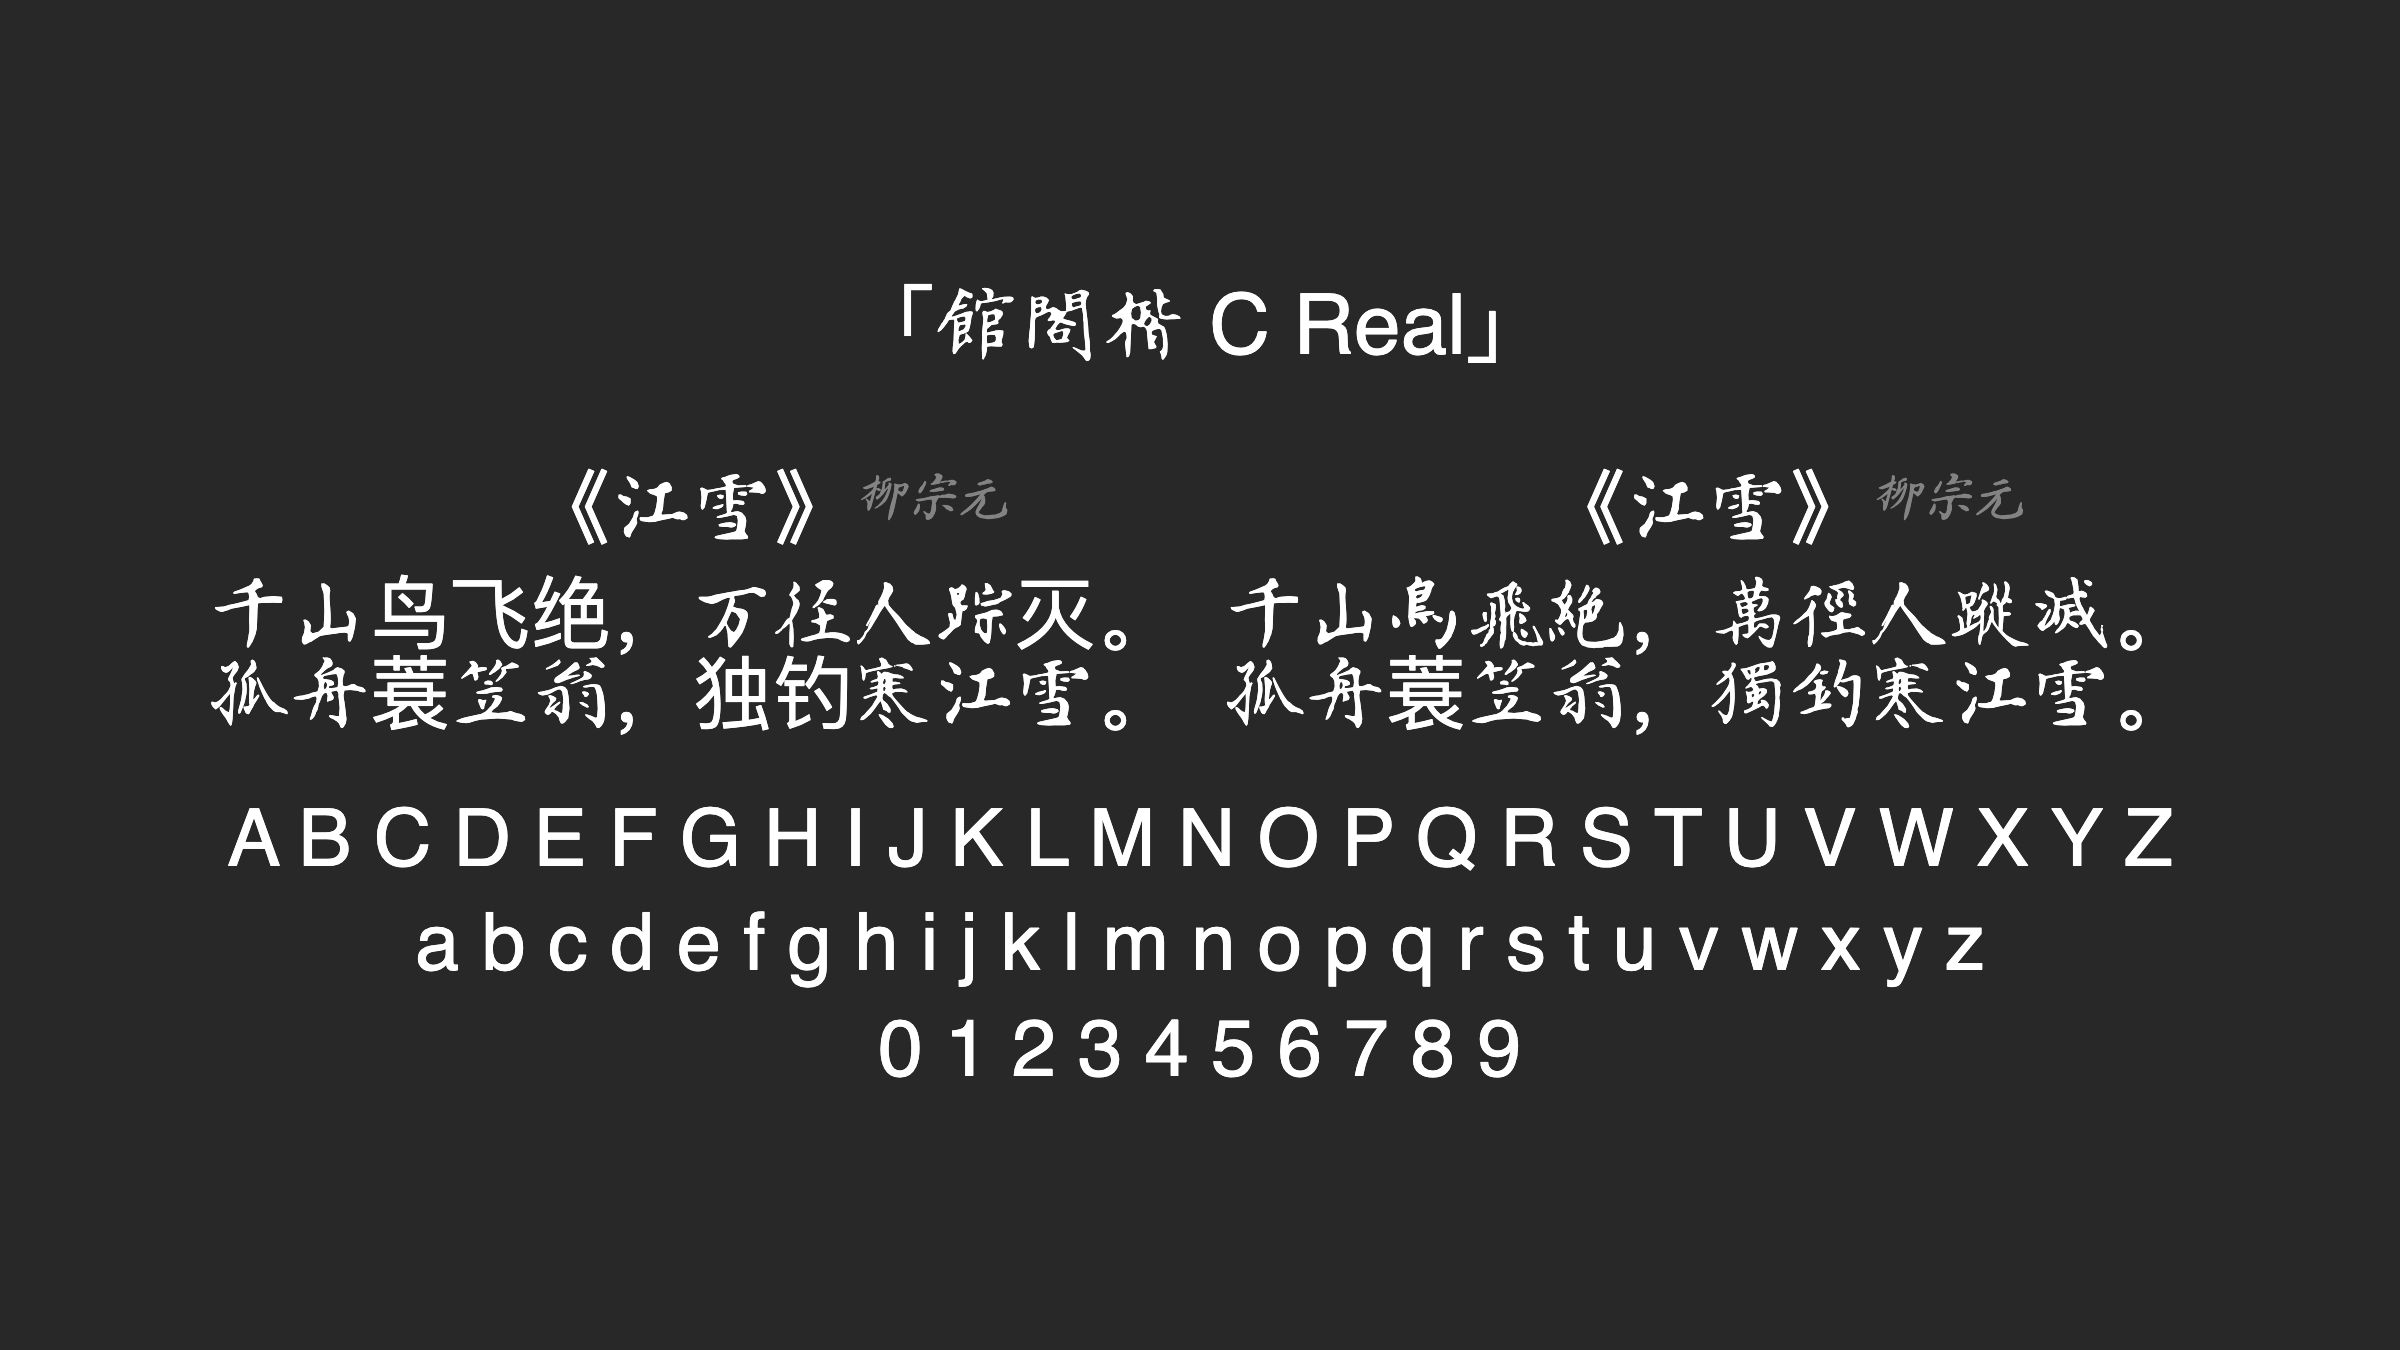 「館閣楷 C Real」
《江雪》 柳宗元
千山鸟飞绝，万径人踪灭。
孤舟蓑笠翁，独钓寒江雪。
《江雪》 柳宗元
千山鳥飛絕，萬徑人蹤滅。
孤舟蓑笠翁，獨釣寒江雪。
A B C D E F G H I J K L M N O P Q R S T U V W X Y Z
a b c d e f g h i j k l m n o p q r s t u v w x y z
0 1 2 3 4 5 6 7 8 9